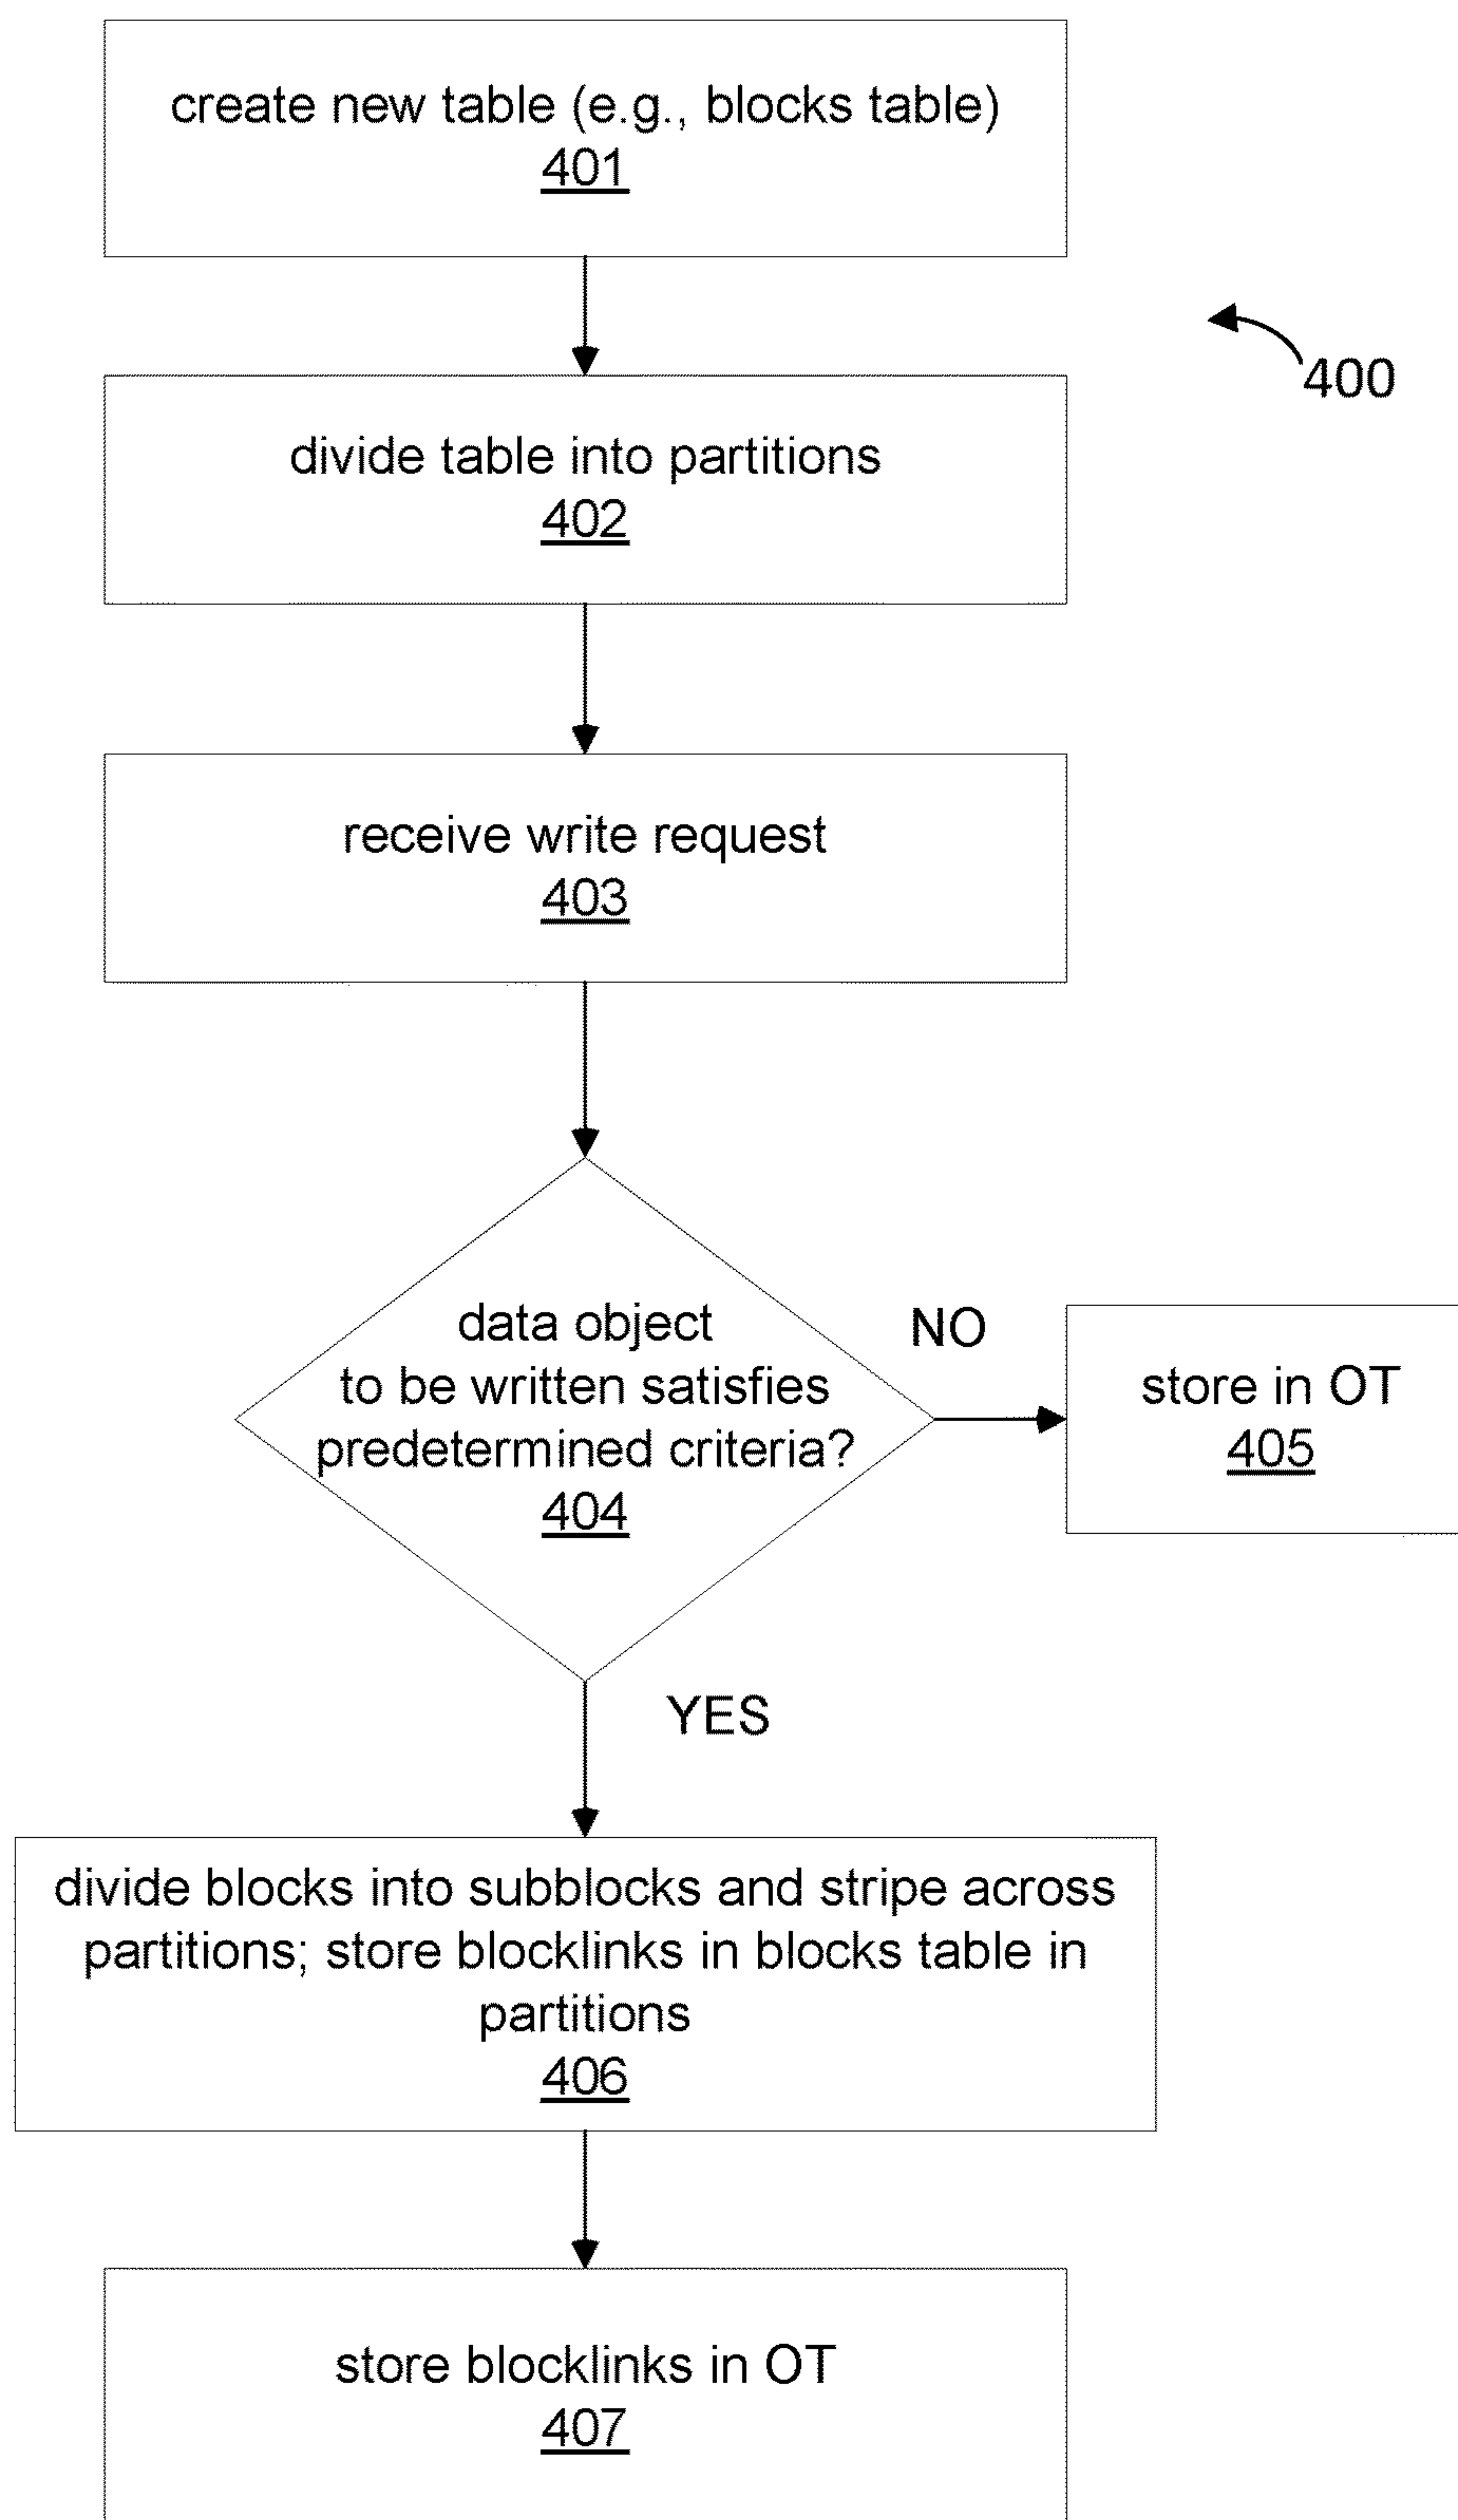 create new table (e.g., blocks table)
401
400
divide table into partitions
402
receive write request
403
data object
to be written satisfies
predetermined criteria?
404
NO
store in OT
405
YES
divide blocks into subblocks and stripe across
partitions; store blocklinks in blocks table in
partitions
406
store blocklinks in OT
407